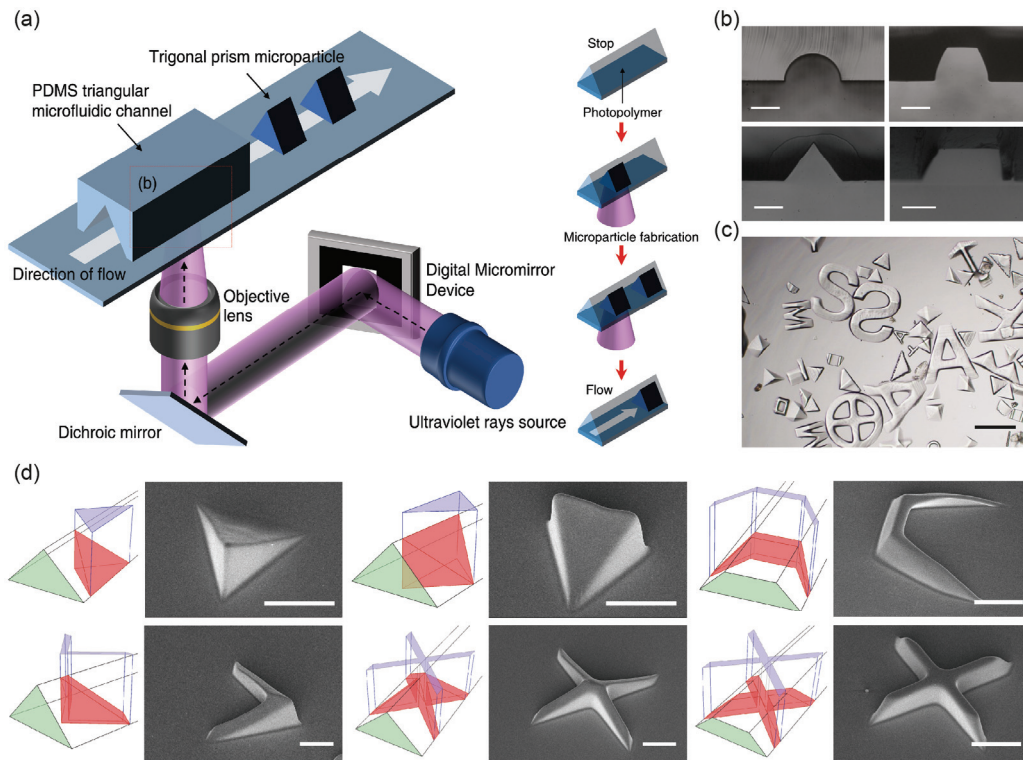 (a)
Trigonal prism microparticle
PDMS triangular
microfluidic channel
(b)
Direction of flow
Objective
lens
Digital Micromirror
Device
Dichroic mirror
Ultraviolet rays source
Stop
Photopolymer
Microparticle fabrication
Flow
(b)
(c)
S
S
M
A
M
(d)